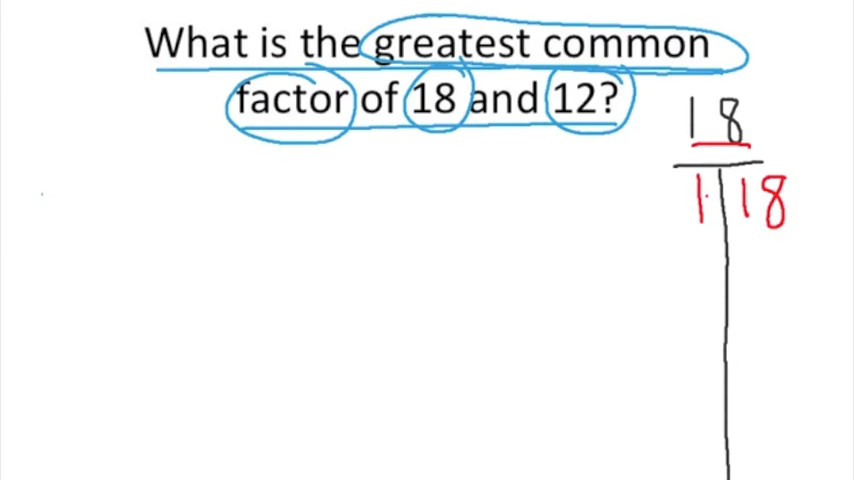 What is the greatest common
factor of 18 and 12?
18
1 18